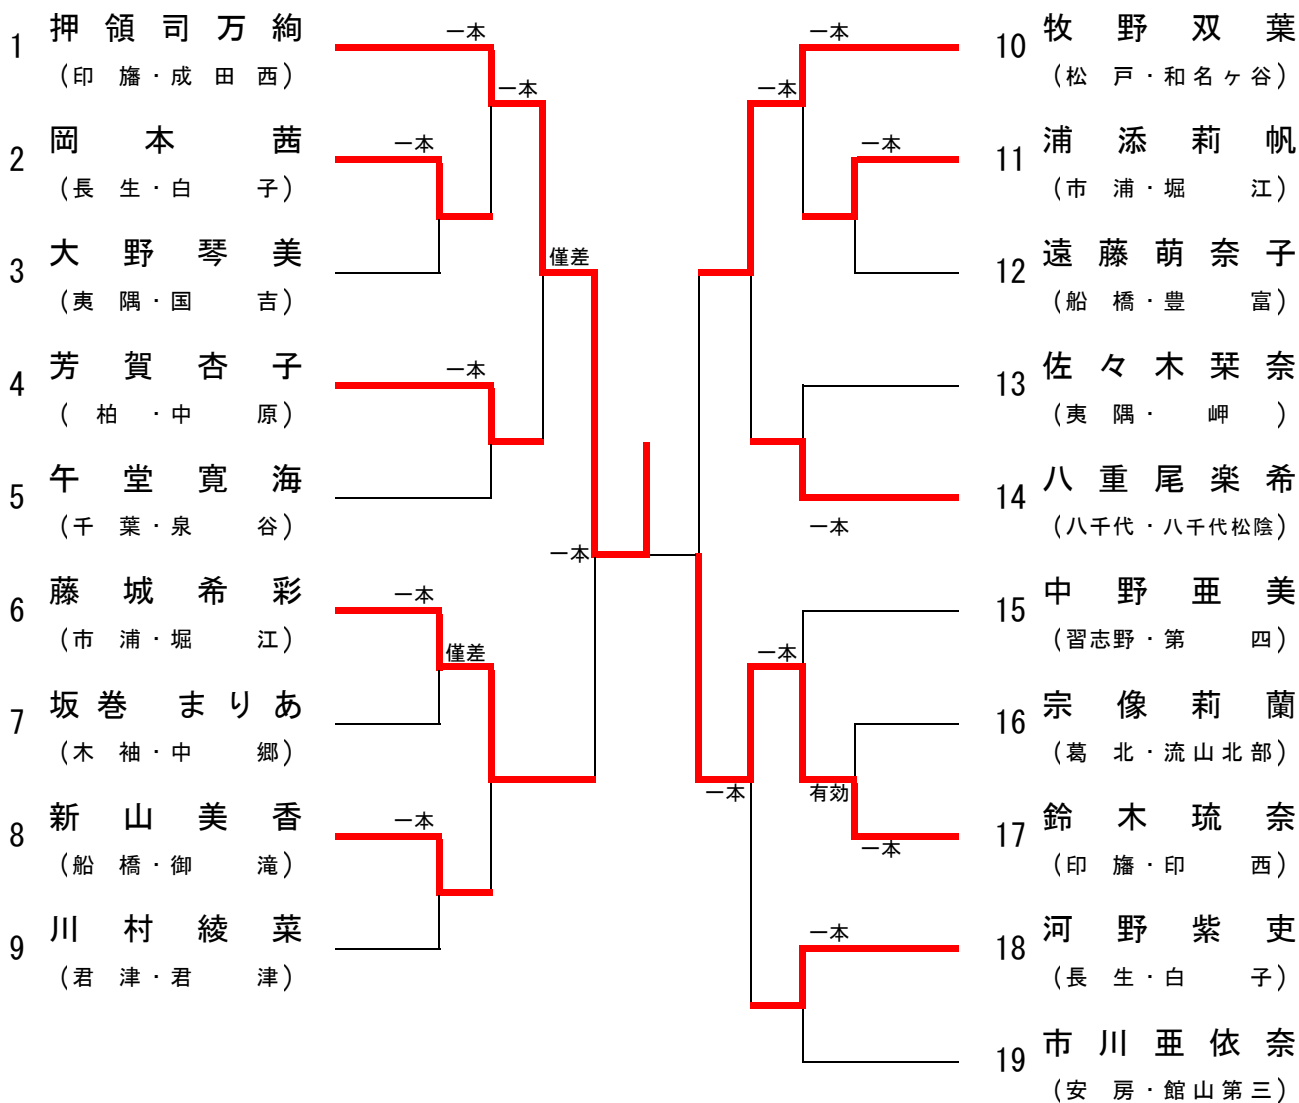 1 押領司万絢
(印旛・成田西)
2 岡本茜
(長生・白子)
3 大野琴美
(夷隅・国吉)
4 芳賀杏子
(柏・中原)
5 午堂寛海
(千葉・泉谷)
6 藤城希彩
(市浦・堀江)
7 坂巻まりあ
(木袖・中郷)
8 新山美香
(船橋・御滝)
9 川村綾菜
(君津・君津)
一本
一本
一本
僅差
一本
一本
一本
僅差
一本
一本
一本
一本
一本
一本
一本
有効
一本
一本
10 牧野双葉
(松戸・和名ヶ谷)
11 浦添莉帆
(市浦・堀江)
12 遠藤萌奈子
(船橋・豊富)
13 佐々木栞奈
(夷隅・岬)
14 八重尾楽希
(八千代・八千代松陰)
15 中野亜美
(習志野・第四)
16 宗像莉蘭
(葛北・流山北部)
17 鈴木琉奈
(印旛・印西)
18 河野紫吏
(長生・白子)
19 市川亜依奈
(安房・館山第三)